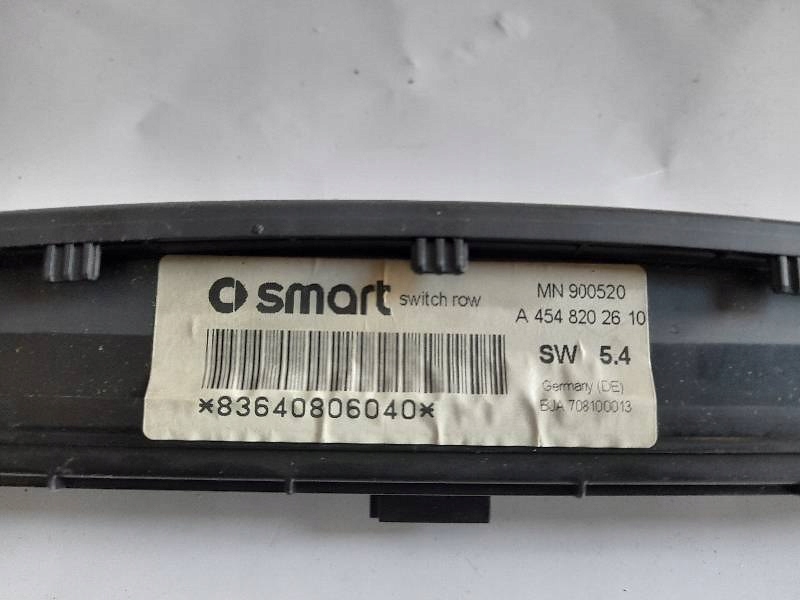 smart switch row
MN 900520
A 454 820 26 10
SW 5.4
Germany (DE)
BJA 708100013
*83640806040*